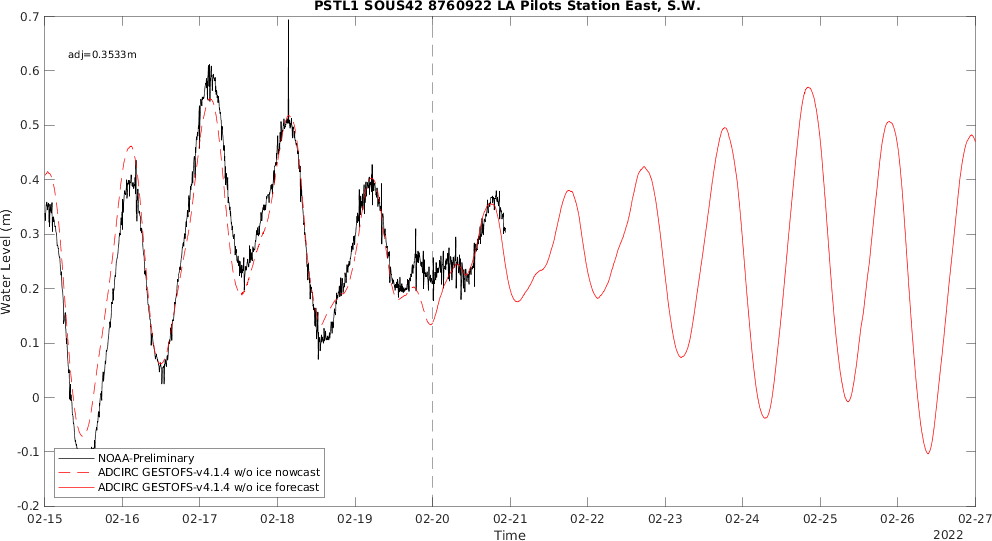 PSTL1 SOUS42 8760922 LA Pilots Station East, S.W.
adj=0.3533m
Water Level (m)
0.7
0.6
0.5
0.4
0.3
0.2
0.1
0
-0.1
-0.2
NOAA-Preliminary
ADCIRC GESTOFS-v4.1.4 w/o ice nowcast
ADCIRC GESTOFS-v4.1.4 w/o ice forecast
02-15 02-16 02-17 02-18 02-19 02-20 02-21 02-22 02-23 02-24 02-25 02-26 02-27
Time
2022